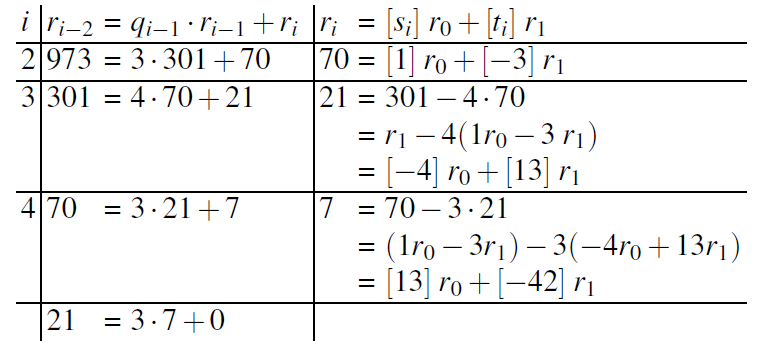 i r_{i−2} = q_{i−1} · r_{i−1} + r_i r_i = [s_i] r_0 + [t_i] r_1
2 973 = 3 · 301 + 70 70 = [1] r_0 + [−3] r_1
3 301 = 4 · 70 + 21 21 = 301 − 4 · 70
= r_1 − 4(1r_0 − 3 r_1)
= [−4] r_0 + [13] r_1
4 70 = 3 · 21 + 7 7 = 70 − 3 · 21
= (1r_0 − 3r_1) − 3(−4r_0 + 13r_1)
= [13] r_0 + [−42] r_1
21 = 3 · 7 + 0